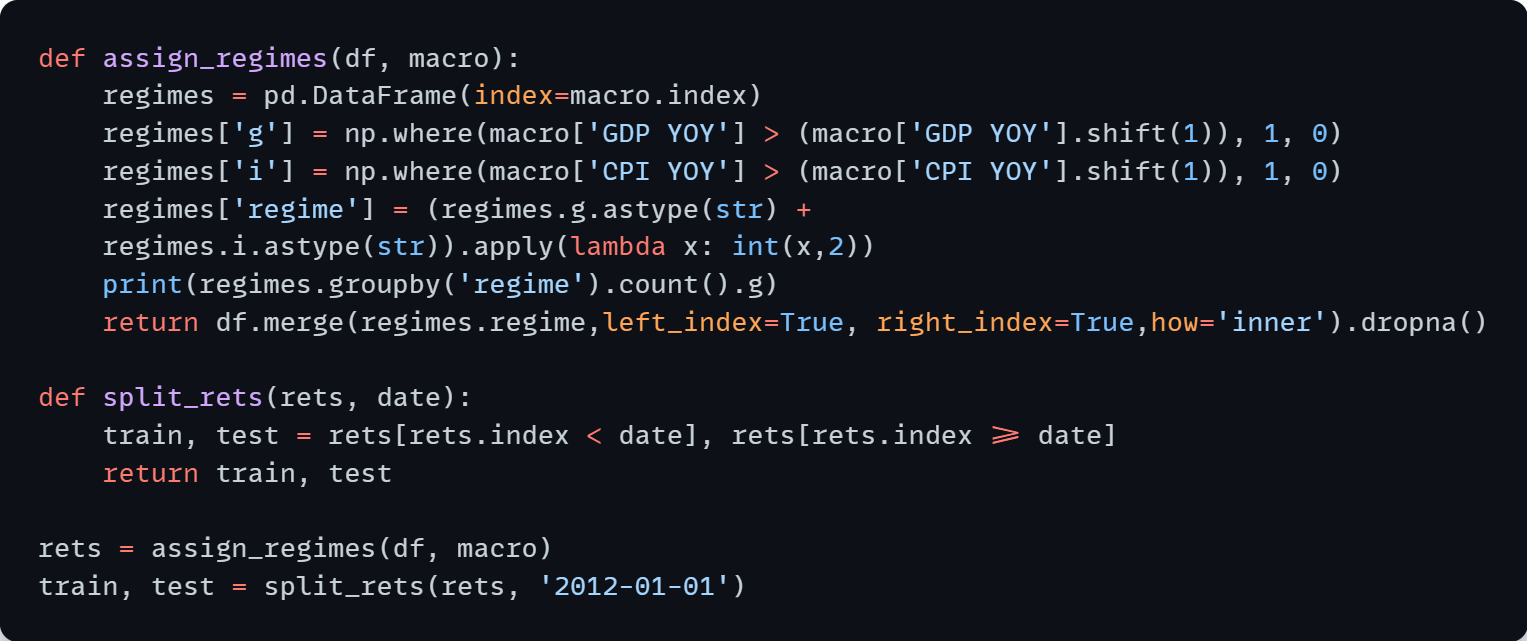 def assign_regimes(df, macro):
    regimes = pd.DataFrame(index=macro.index)
    regimes['g'] = np.where(macro['GDP YOY'] > (macro['GDP YOY'].shift(1)), 1, 0)
    regimes['i'] = np.where(macro['CPI YOY'] > (macro['CPI YOY'].shift(1)), 1, 0)
    regimes['regime'] = (regimes.g.astype(str) +
    regimes.i.astype(str)).apply(lambda x: int(x,2))
    print(regimes.groupby('regime').count().g)
    return df.merge(regimes.regime,left_index=True, right_index=True,how='inner').dropna()

def split_rets(rets, date):
    train, test = rets[rets.index < date], rets[rets.index >= date]
    return train, test

rets = assign_regimes(df, macro)
train, test = split_rets(rets, '2012-01-01')